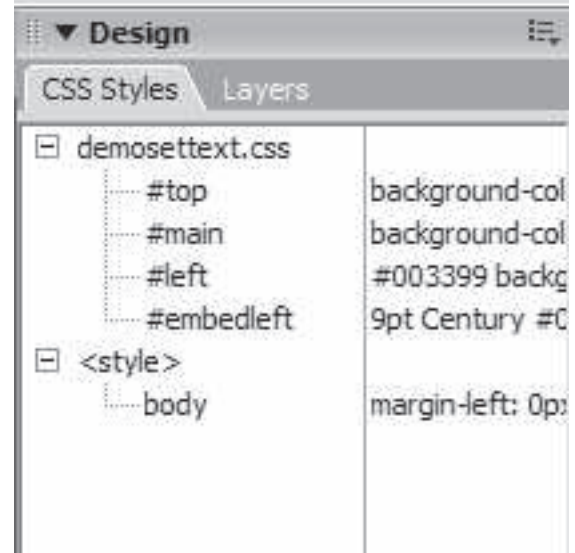 Design
CSS Styles Layers
demosettext.css
#top background-col
#main background-col
#left #003399 backg
#embedleft 9pt Century #0
<style>
body margin-left: 0px